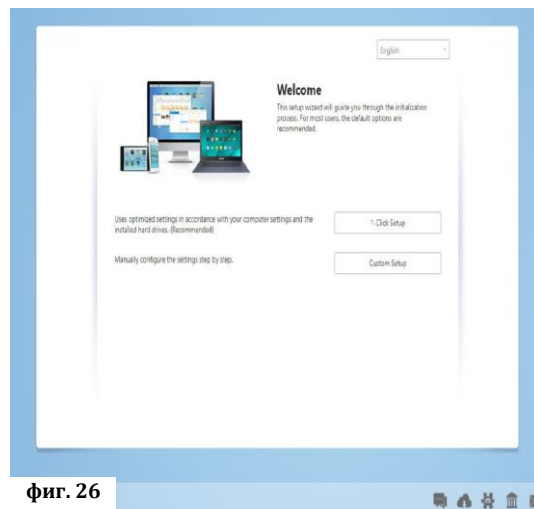 English
Welcome
This setup wizard will guide you through the initialization
process. For most users, the default options are
recommended.
Uses optimized settings in accordance with your computer settings and the
installed hard drives. (Recommended)
1-Click Setup
Manually configure the settings step by step.
Custom Setup
фиг. 26